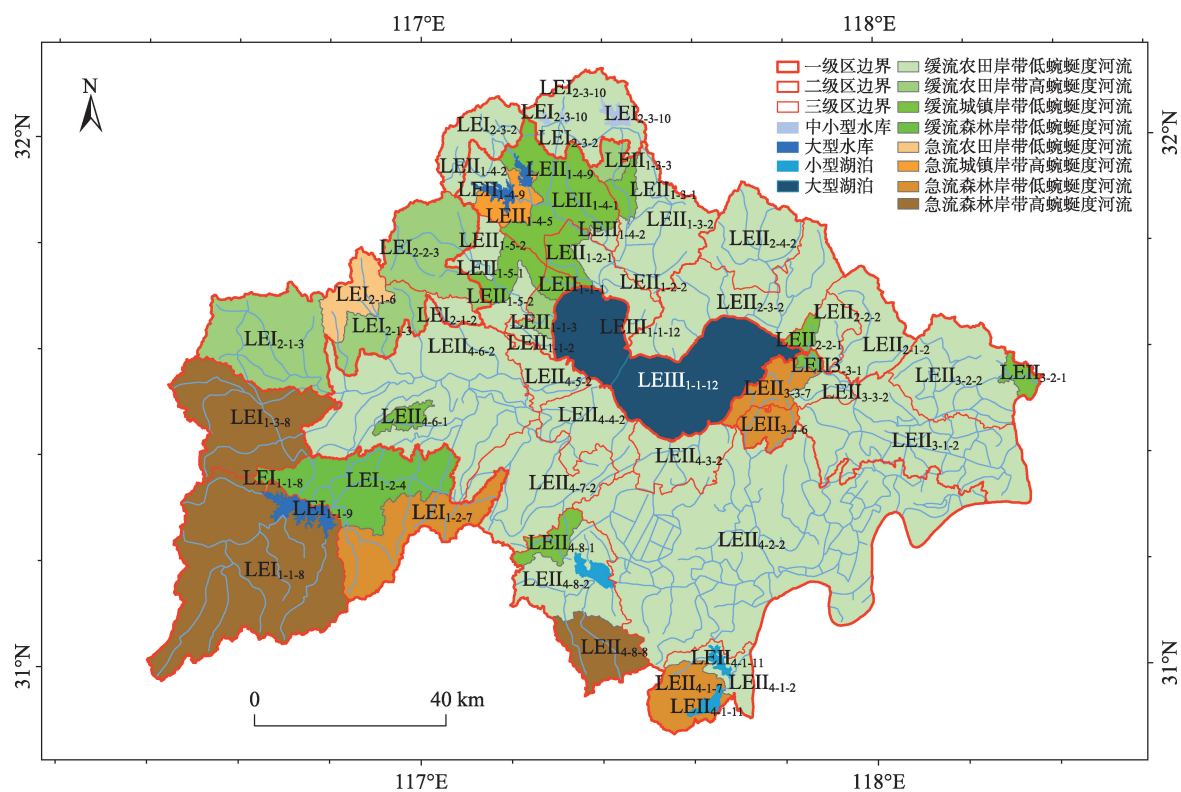 117°E
118°E
32°N
32°N
31°N
31°N
N
一级区边界
二级区边界
三级区边界
中小型水库
大型水库
小型湖泊
大型湖泊
缓流农田岸带低蜿蜒度河流
缓流农田岸带高蜿蜒度河流
缓流城镇岸带低蜿蜒度河流
缓流森林岸带低蜿蜒度河流
急流农田岸带低蜿蜒度河流
急流城镇岸带高蜿蜒度河流
急流森林岸带低蜿蜒度河流
急流森林岸带高蜿蜒度河流
LEI2-3-10
LEI2-3-10
LEI2-3-10
LEI2-3-2
LEI2-3-2
LEII1-3-3
LEII1-4-2
LEII1-4-9
LEII1-4-9
LEII1-3-1
LEII1-4-1
LEII1-4-5
LEII1-3-2
LEII1-4-2
LEII2-4-2
LEI2-2-3
LEII1-5-2
LEII1-2-1
LEII1-5-1
LEII1-1-1
LEII1-2-2
LEI2-1-6
LEII1-5-2
LEII2-3-2
LEI2-1-2
LEII2-2-2
LEI2-1-3
LEII1-1-3
LEIII1-1-12
LEI2-1-3
LEII1-1-2
LEII2-2-1
LEII4-6-2
LEII2-1-2
LEII3-3-1
LEII4-5-2
LEIII1-1-12
LEII3-2-2
LEII3-2-1
LEII3-3-7
LEII3-3-2
LEI1-3-8
LEII4-6-1
LEII4-4-2
LEII3-4-6
LEII3-1-2
LEII4-3-2
LEI1-1-8
LEI1-2-4
LEII4-7-2
LEI1-1-9
LEI1-2-7
LEII4-8-1
LEII4-2-2
LEI1-1-8
LEII4-8-2
LEII4-8-8
LEII4-1-11
LEII4-1-7
LEII4-1-2
LEII4-1-11
0
40 km
117°E
118°E